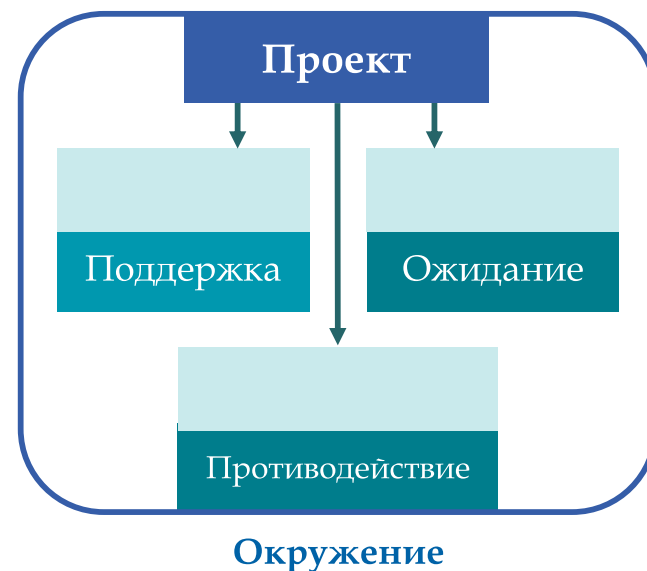 Проект
Поддержка
Ожидание
Противодействие
Окружение